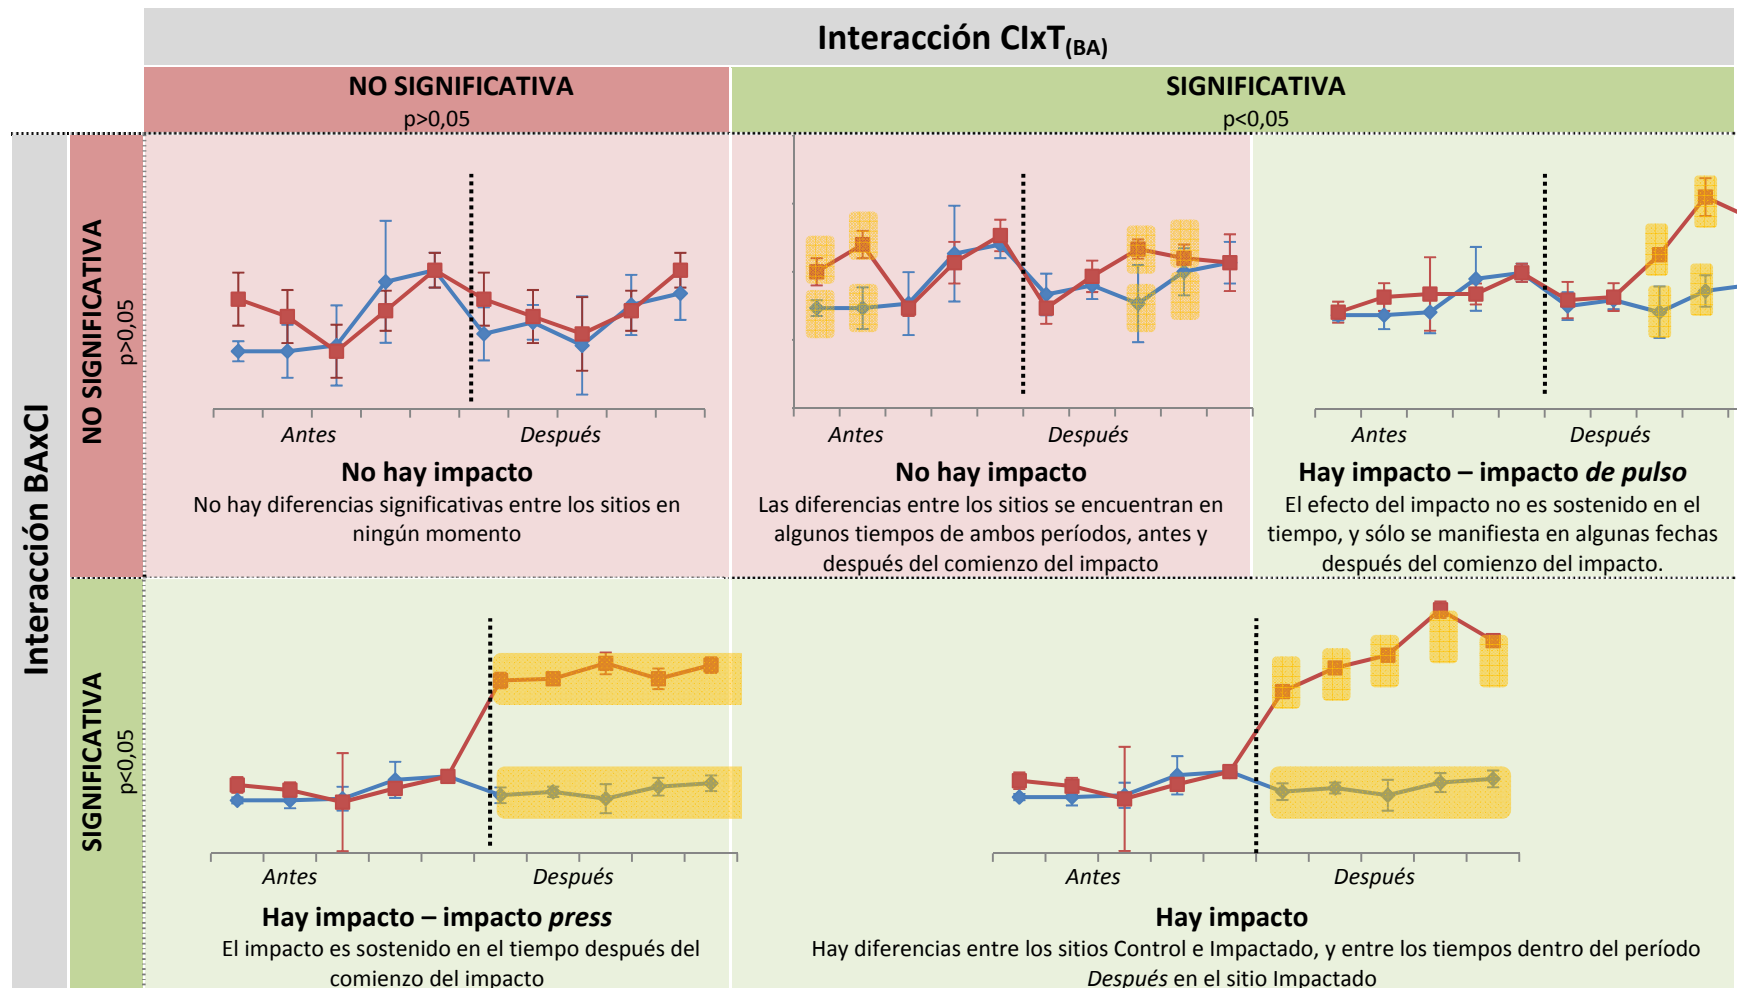 Interacción CIxT(BA)
NO SIGNIFICATIVA
p>0,05
SIGNIFICATIVA
p<0,05
Interacción BAxCI
NO SIGNIFICATIVA
p>0,05
Antes
Después
No hay impacto
No hay diferencias significativas entre los sitios en
ningún momento
Antes
Después
No hay impacto
Las diferencias entre los sitios se encuentran en
algunos tiempos de ambos períodos, antes y
después del comienzo del impacto
Antes
Después
Hay impacto – impacto de pulso
El efecto del impacto no es sostenido en el
tiempo, y sólo se manifiesta en algunas fechas
después del comienzo del impacto.
SIGNIFICATIVA
p<0,05
Antes
Después
Hay impacto – impacto press
El impacto es sostenido en el tiempo después del
comienzo del impacto
Antes
Después
Hay impacto
Hay diferencias entre los sitios Control e Impactado, y entre los tiempos dentro del período
Después en el sitio Impactado